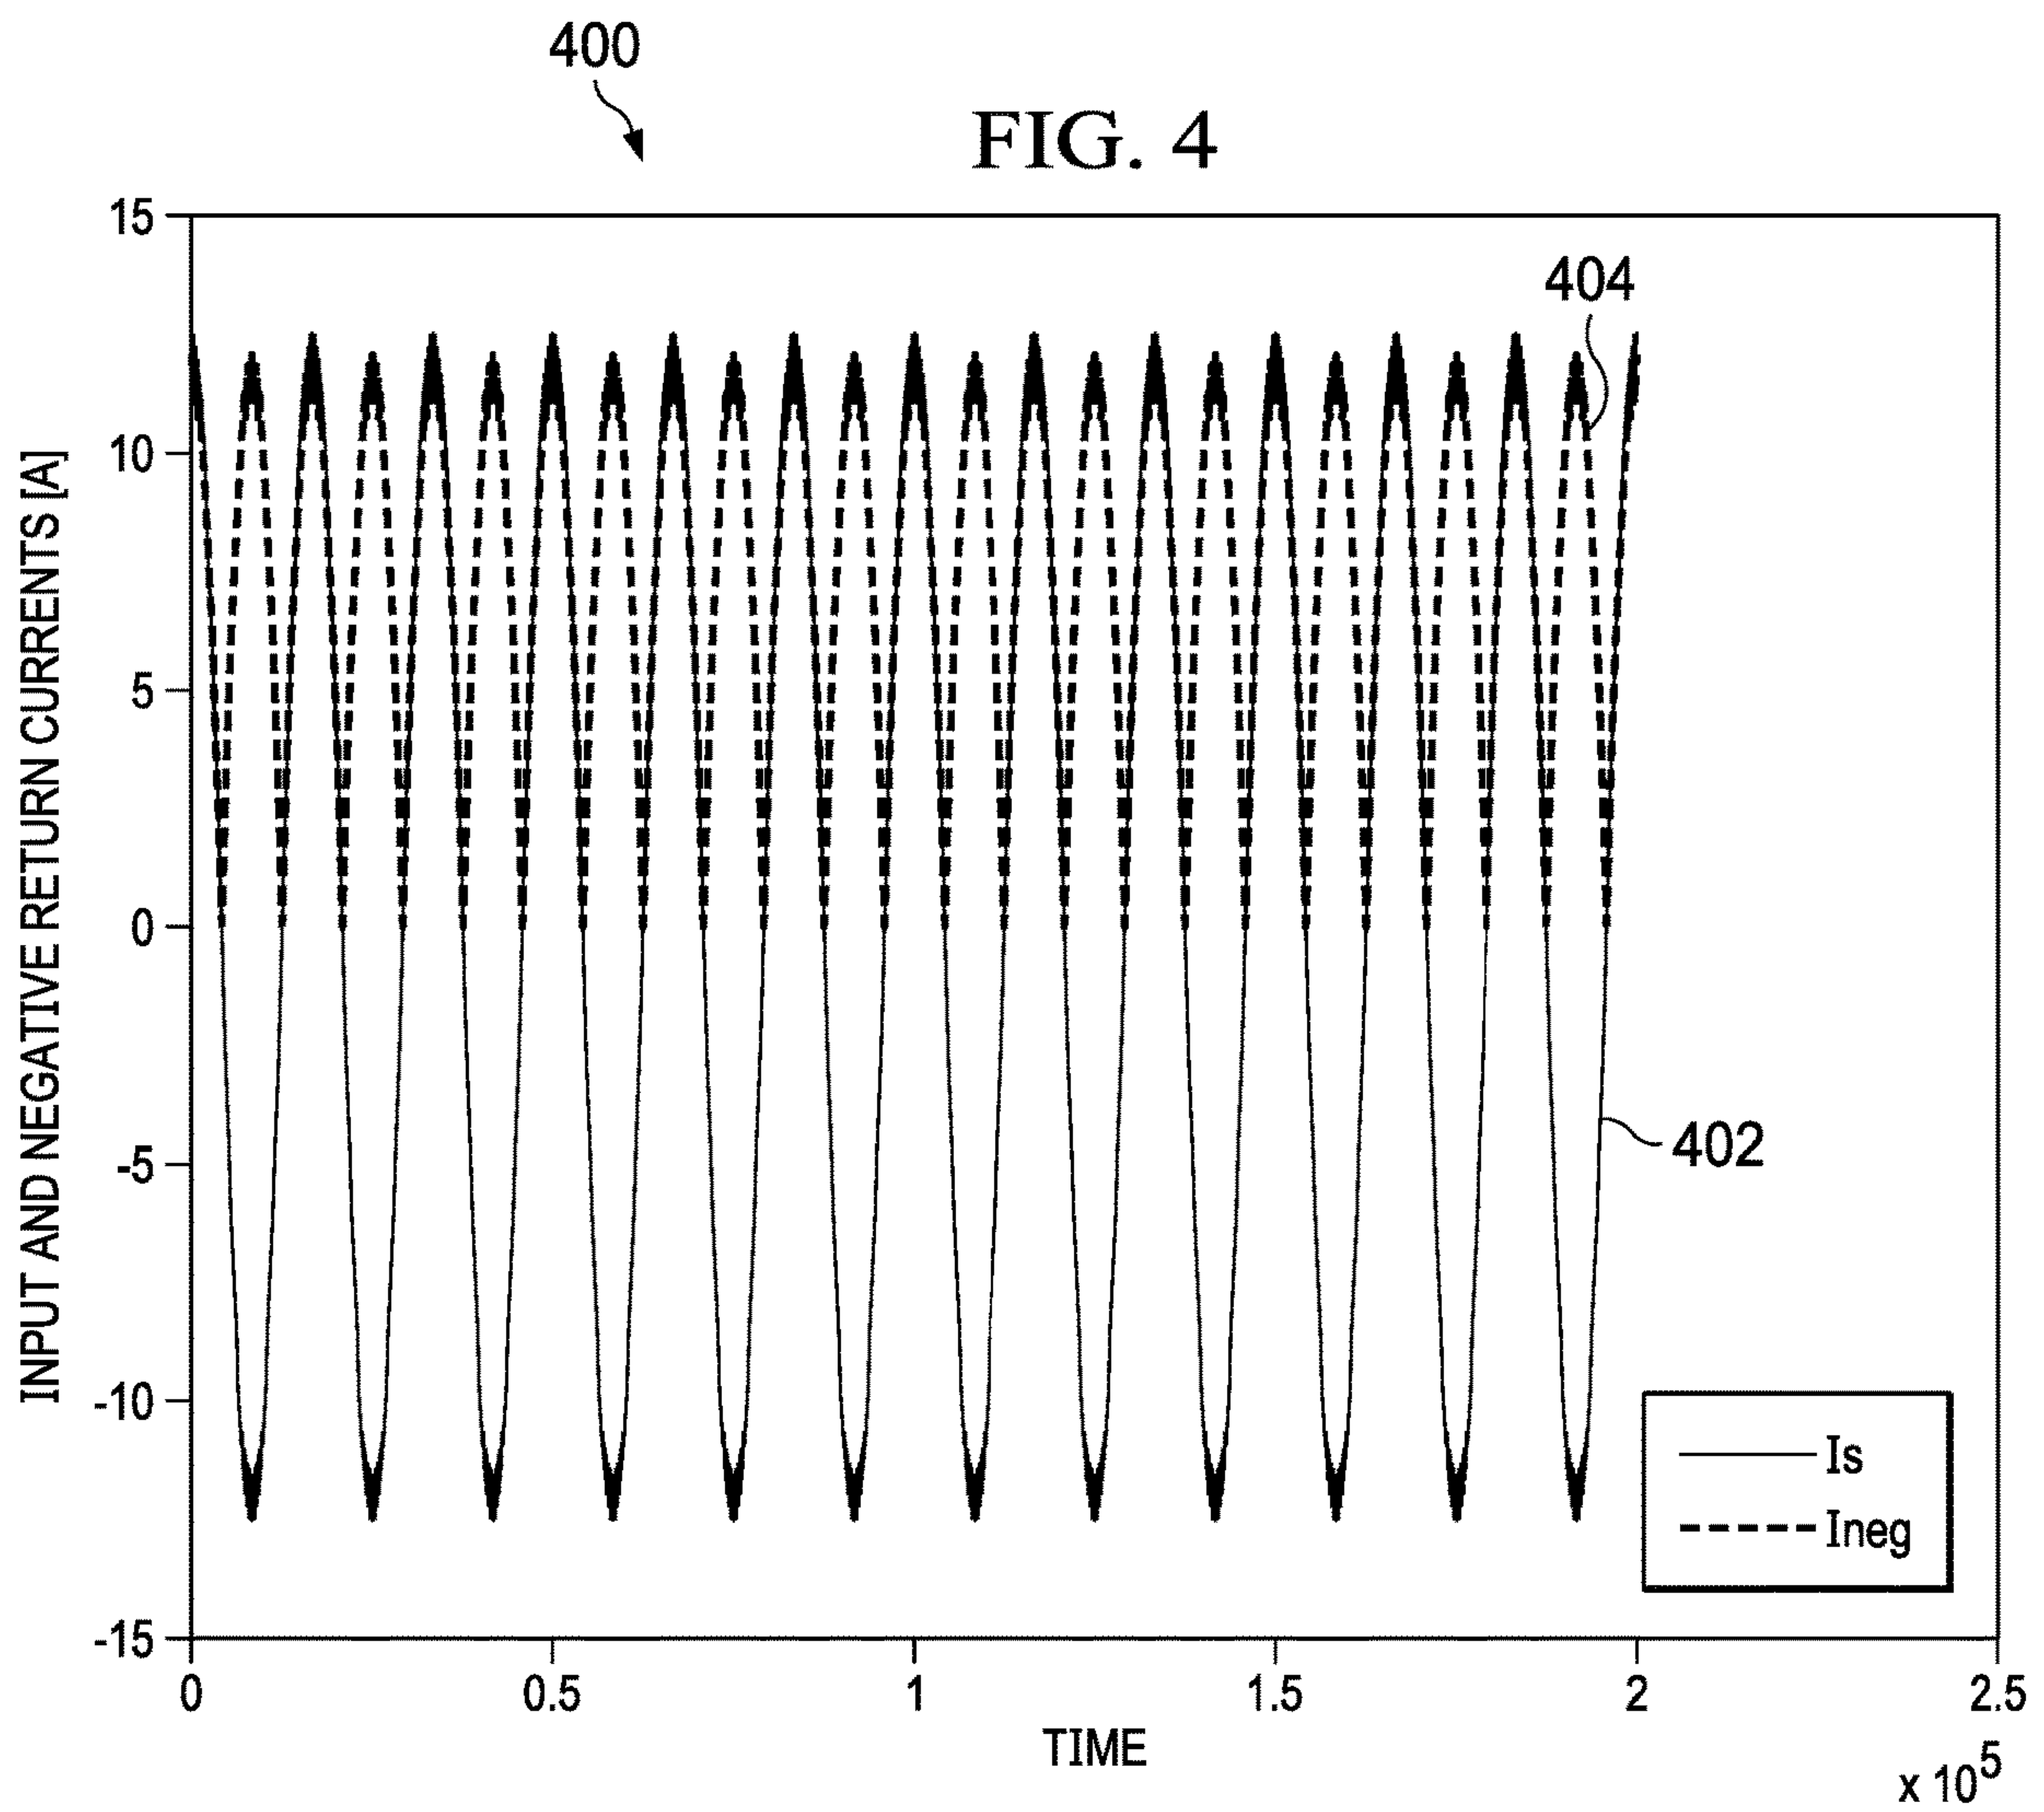 400
FIG. 4
15
10
5
0
-5
-10
-15
INPUT AND NEGATIVE RETURN CURRENTS [A]
404
402
Is
Ineg
0
0.5
1
1.5
2
2.5
TIME
x 10^5